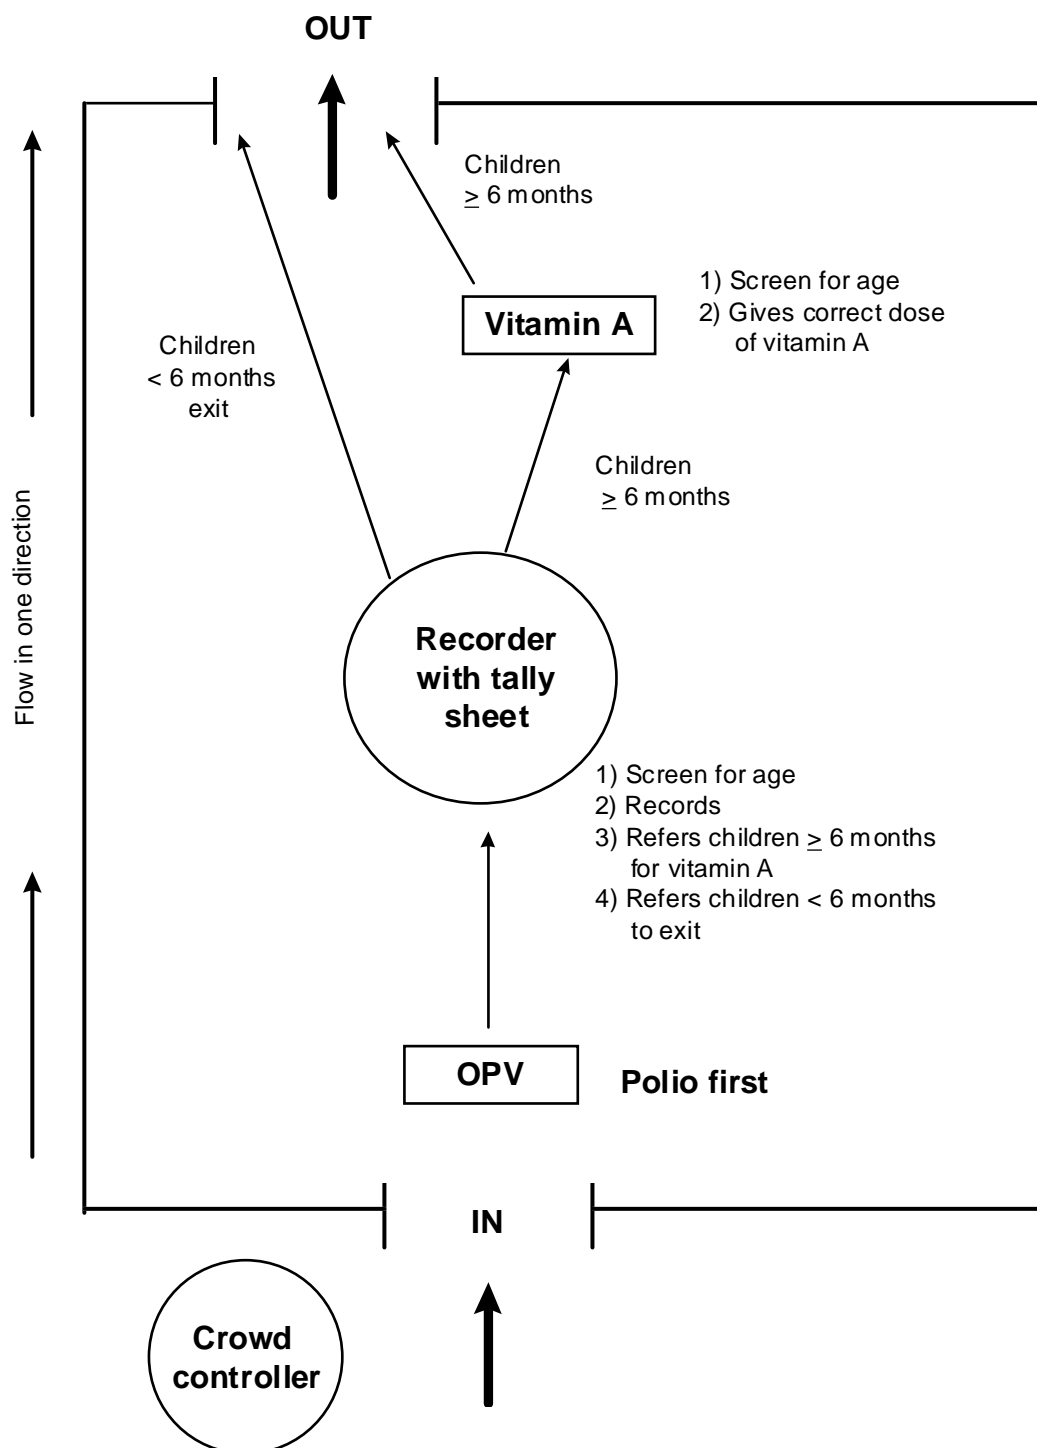 OUT
Children
≥ 6 months
Vitamin A
1) Screen for age
2) Gives correct dose
of vitamin A
Children
< 6 months
exit
Children
≥ 6 months
Flow in one direction
Recorder
with tally
sheet
1) Screen for age
2) Records
3) Refers children ≥ 6 months
for vitamin A
4) Refers children < 6 months
to exit
OPV
Polio first
IN
Crowd
controller